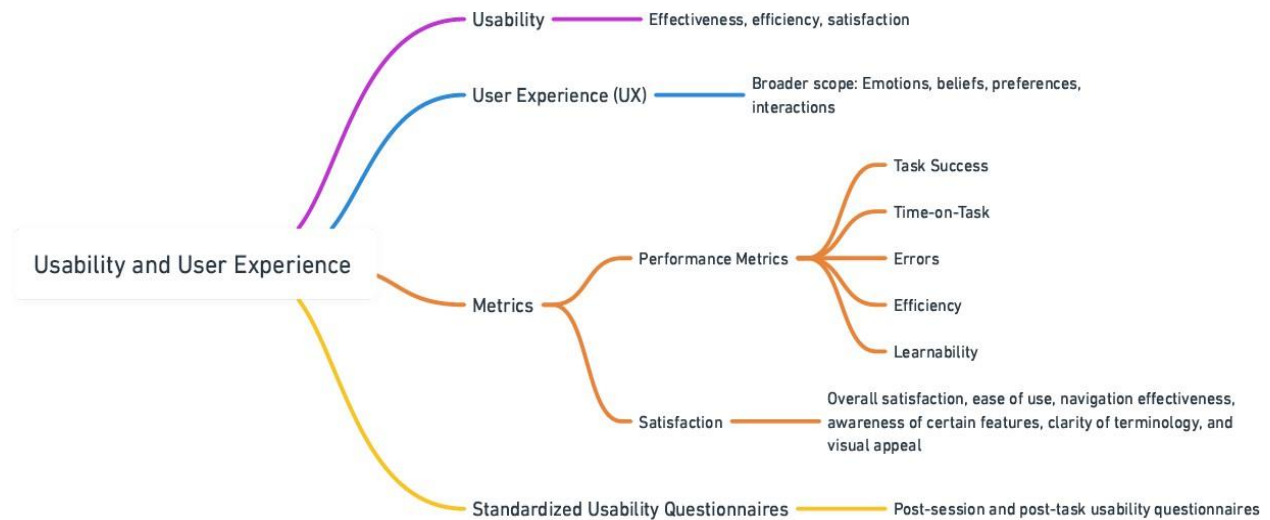 Usability
Effectiveness, efficiency, satisfaction
User Experience (UX)
Broader scope: Emotions, beliefs, preferences,
interactions
Usability and User Experience
Metrics
Performance Metrics
Task Success
Time-on-Task
Errors
Efficiency
Learnability
Satisfaction
Overall satisfaction, ease of use, navigation effectiveness,
awareness of certain features, clarity of terminology, and
visual appeal
Standardized Usability Questionnaires
Post-session and post-task usability questionnaires